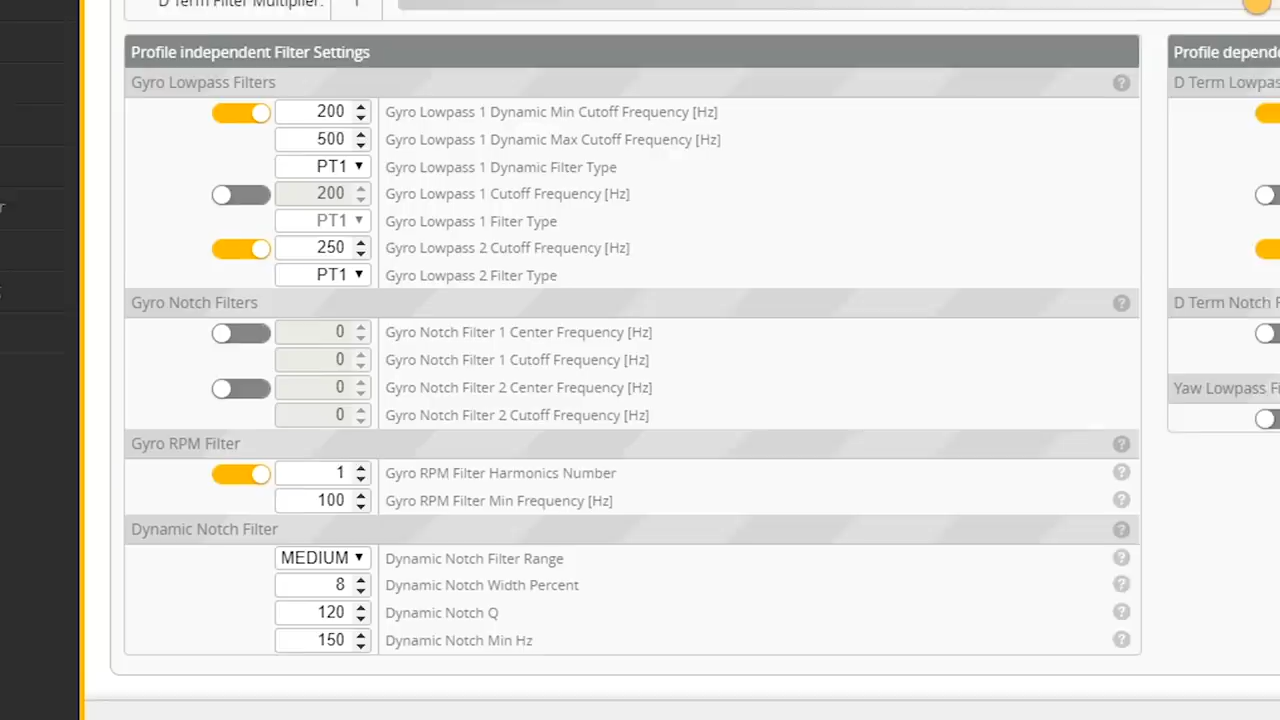 D Term Filter Multiplier: 1
Profile independent Filter Settings
Gyro Lowpass Filters
200 Gyro Lowpass 1 Dynamic Min Cutoff Frequency [Hz]
500 Gyro Lowpass 1 Dynamic Max Cutoff Frequency [Hz]
PT1 Gyro Lowpass 1 Dynamic Filter Type
200 Gyro Lowpass 1 Cutoff Frequency [Hz]
PT1 Gyro Lowpass 1 Filter Type
250 Gyro Lowpass 2 Cutoff Frequency [Hz]
PT1 Gyro Lowpass 2 Filter Type
Gyro Notch Filters
0 Gyro Notch Filter 1 Center Frequency [Hz]
0 Gyro Notch Filter 1 Cutoff Frequency [Hz]
0 Gyro Notch Filter 2 Center Frequency [Hz]
0 Gyro Notch Filter 2 Cutoff Frequency [Hz]
Gyro RPM Filter
1 Gyro RPM Filter Harmonics Number
100 Gyro RPM Filter Min Frequency [Hz]
Dynamic Notch Filter
MEDIUM Dynamic Notch Filter Range
8 Dynamic Notch Width Percent
120 Dynamic Notch Q
150 Dynamic Notch Min Hz
Profile depende
D Term Lowpas
D Term Notch F
Yaw Lowpass Fi